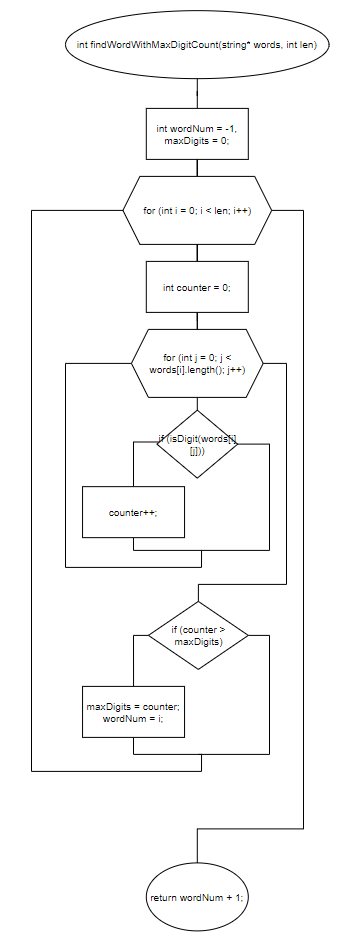 int findWordWithMaxDigitCount(string* words, int len)
int wordNum = -1,
maxDigits = 0;
for (int i = 0; i < len; i++)
int counter = 0;
for (int j = 0; j <
words[i].length(); j++)
if (isDigit(words[i]
[j]))
counter++;
if (counter >
maxDigits)
maxDigits = counter;
wordNum = i;
return wordNum + 1;